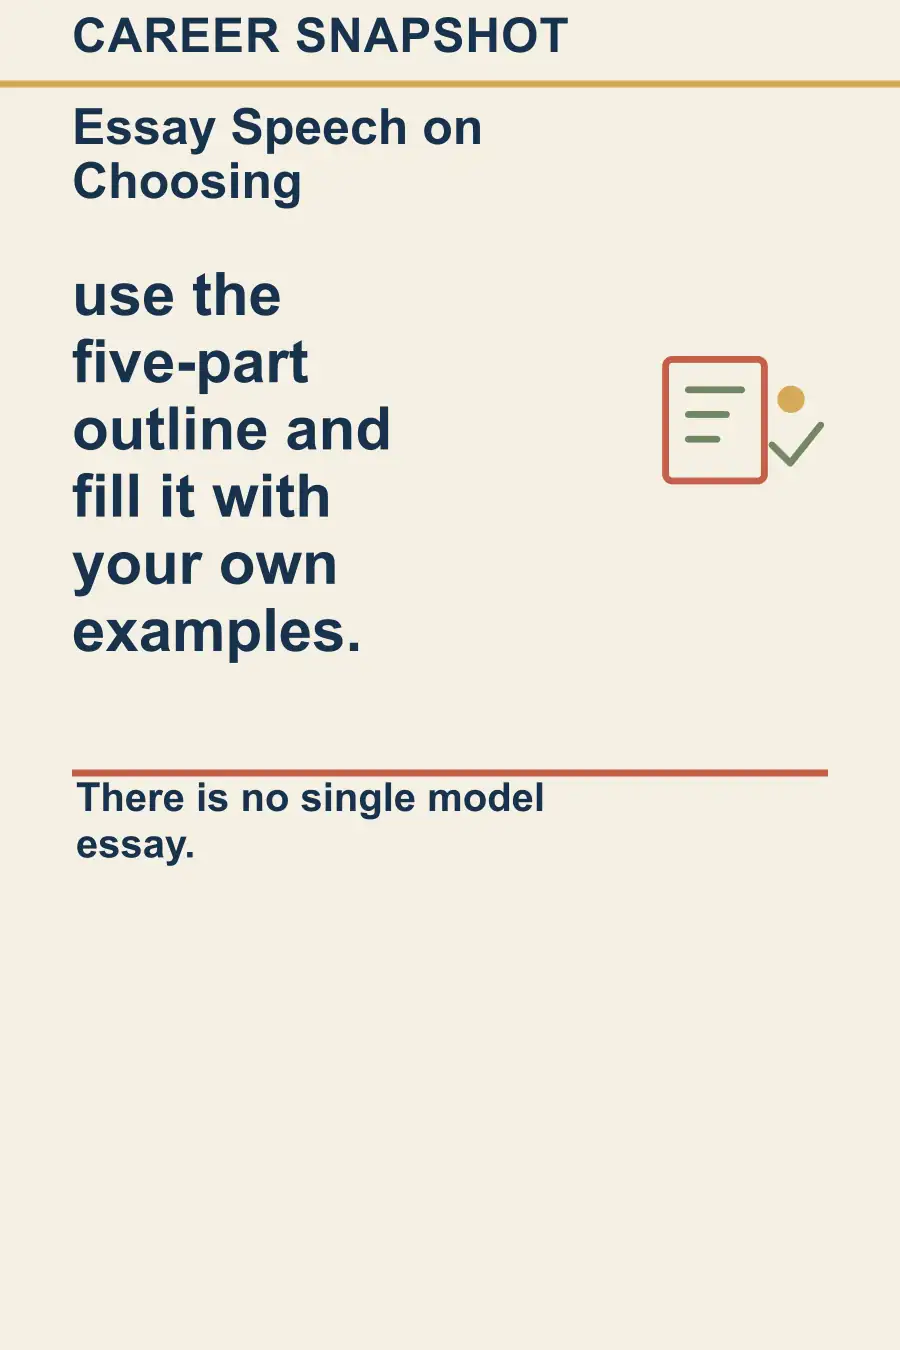 CAREER SNAPSHOT
Essay Speech on
Choosing
use the
five-part
outline and
fill it with
your own
examples.
There is no single model
essay.